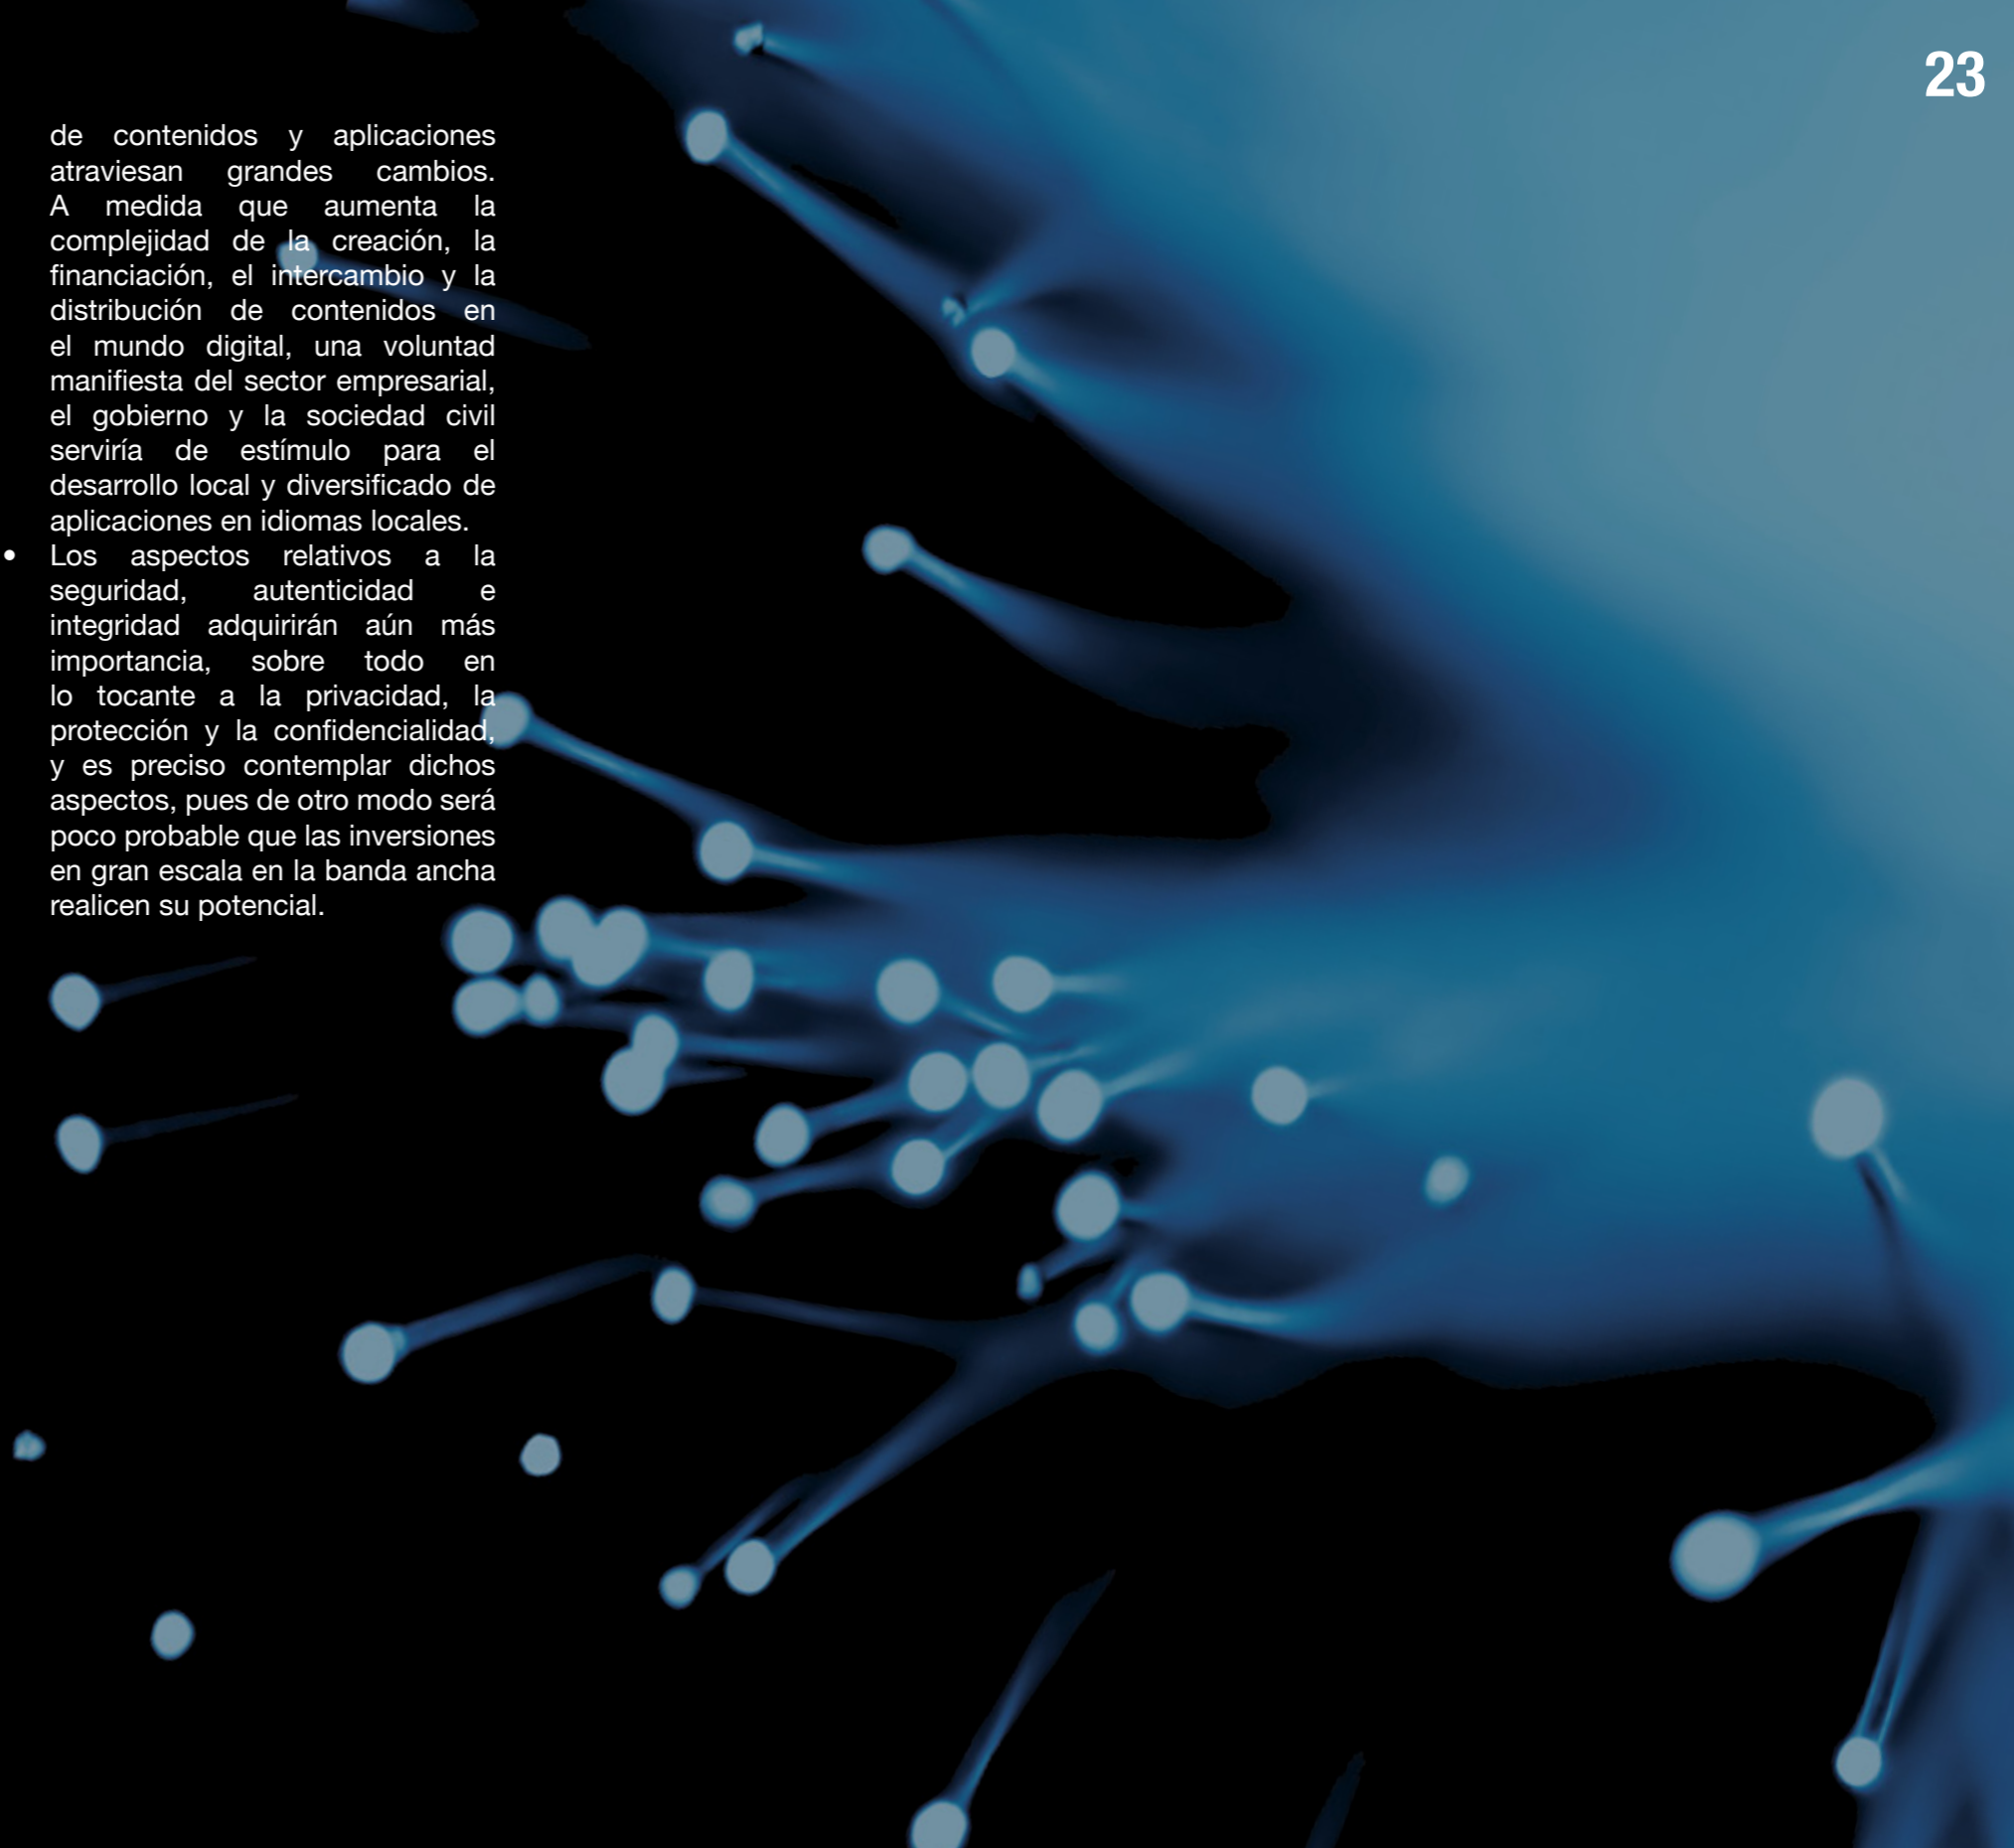 23
de contenidos y aplicaciones
atraviesan grandes cambios.
A medida que aumenta la
complejidad de la creación, la
financiación, el intercambio y la
distribución de contenidos en
el mundo digital, una voluntad
manifiesta del sector empresarial,
el gobierno y la sociedad civil
serviría de estímulo para el
desarrollo local y diversificado de
aplicaciones en idiomas locales.
• Los aspectos relativos a la
seguridad, autenticidad e
integridad adquirirán aún más
importancia, sobre todo en
lo tocante a la privacidad, la
protección y la confidencialidad,
y es preciso contemplar dichos
aspectos, pues de otro modo será
poco probable que las inversiones
en gran escala en la banda ancha
realicen su potencial.